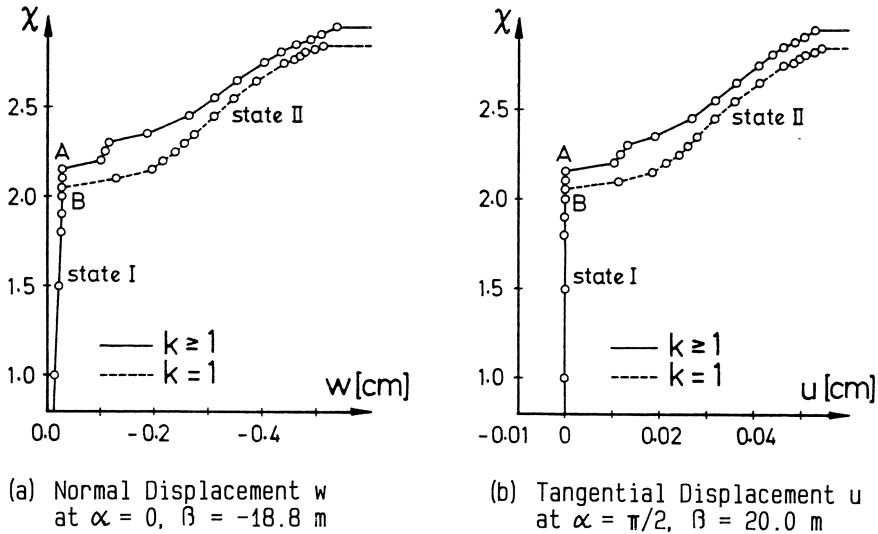 χ
2.5
2.0
1.5
1.0
A
B
state II
state I
k ≥ 1
k = 1
w [cm]
0.0
-0.2
-0.4
(a) Normal Displacement w
at α = 0, β = -18.8 m
χ
2.5
2.0
1.5
1.0
A
B
state II
state I
k ≥ 1
k = 1
u [cm]
-0.01
0
0.02
0.04
(b) Tangential Displacement u
at α = π/2, β = 20.0 m